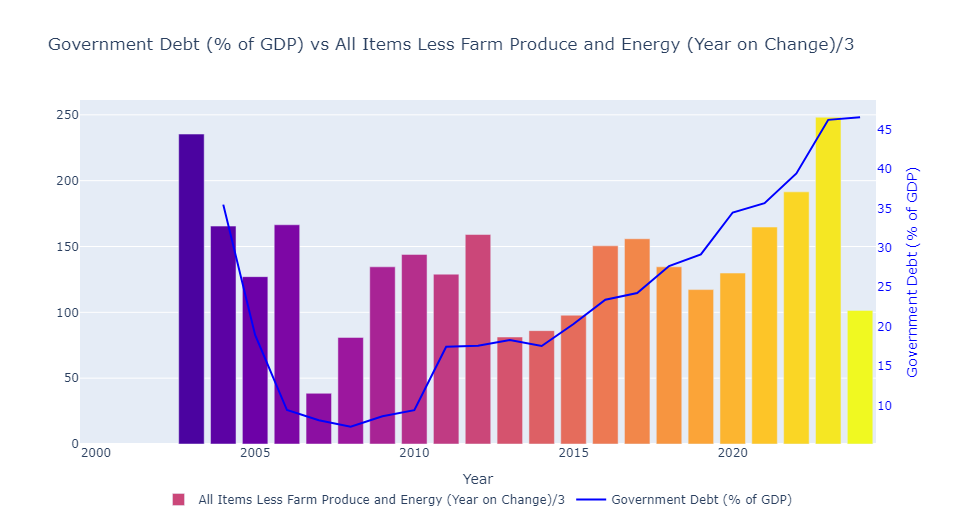 Government Debt (% of GDP) vs All Items Less Farm Produce and Energy (Year on Change)/3
250
200
150
100
50
0
45
40
35
30
25
20
15
10
Government Debt (% of GDP)
2000 2005 2010 2015 2020
Year
All Items Less Farm Produce and Energy (Year on Change)/3 Government Debt (% of GDP)